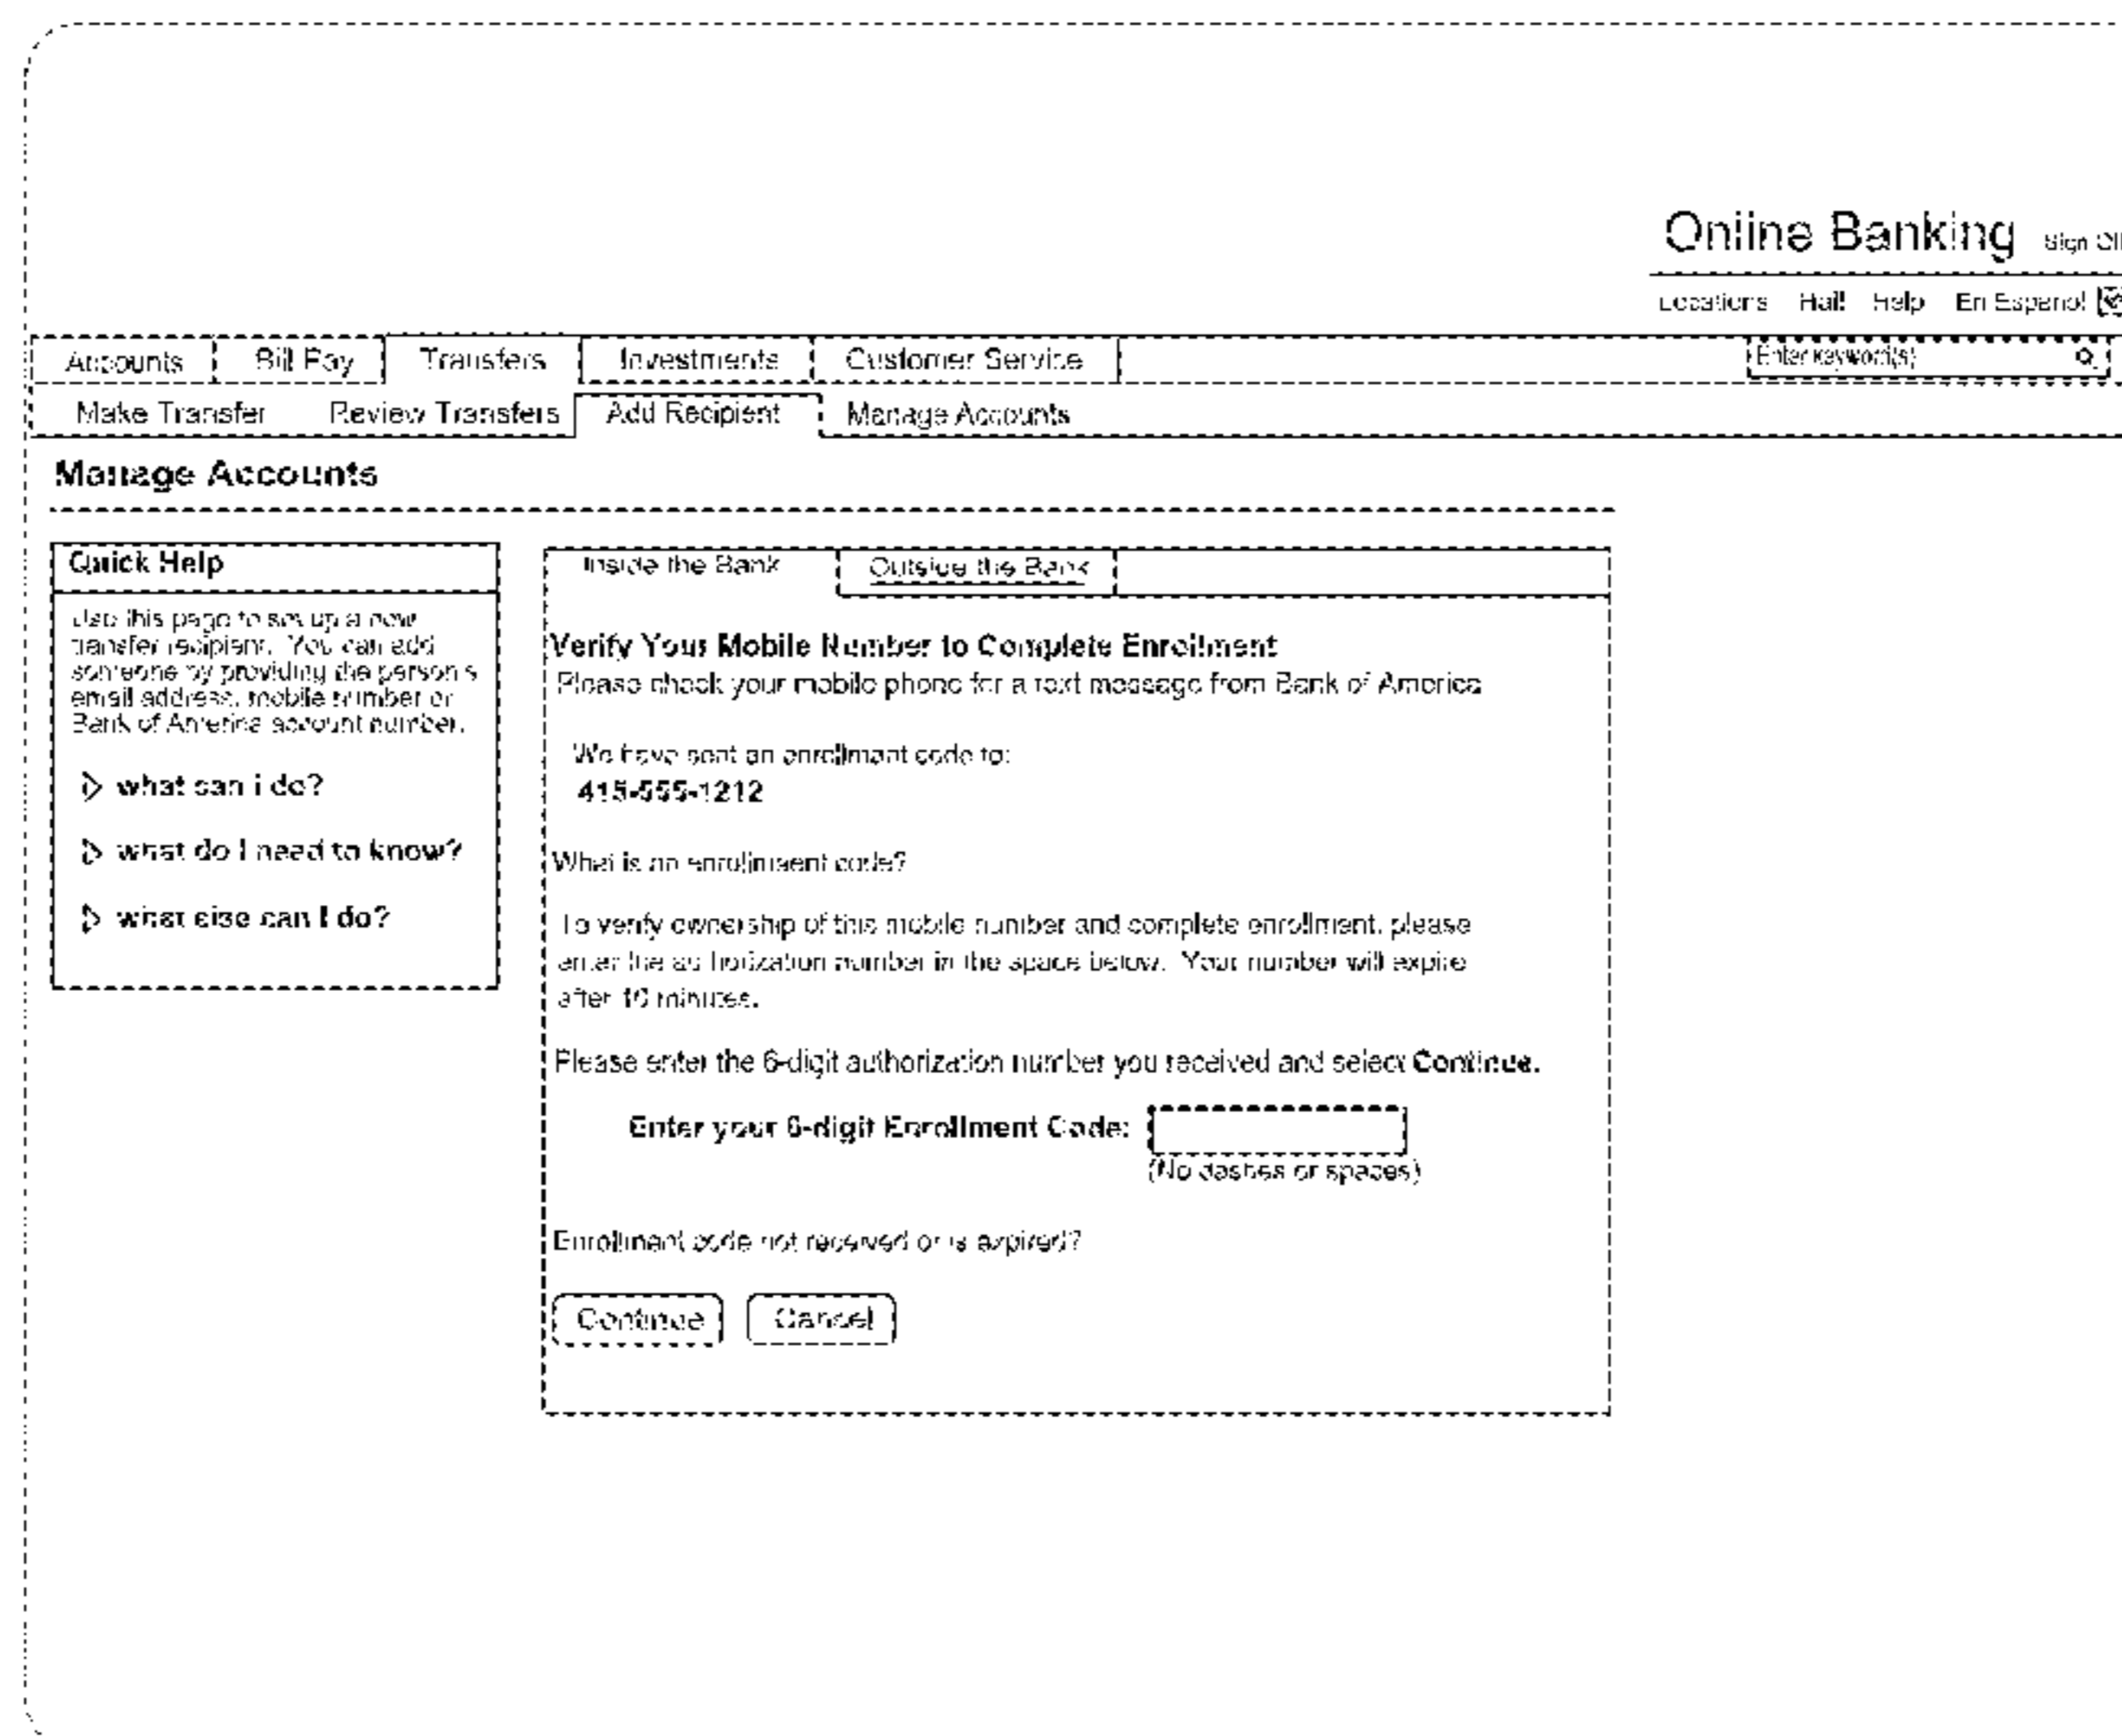 Online Banking Sign Off
Locations Mail Help En Espanol
Accounts Bill Pay Transfers Investments Customer Service Enter keyword(s)
Make Transfer Review Transfers Add Recipient Manage Accounts
Manage Accounts
Quick Help
Use this page to set up a new
transfer recipient. You can add
someone by providing the person's
email address, mobile number or
Bank of America account number.
what can i do?
what do I need to know?
what else can I do?
Inside the Bank Outside the Bank
Verify Your Mobile Number to Complete Enrollment
Please check your mobile phone for a text message from Bank of America
We have sent an enrollment code to:
415-555-1212
What is an enrollment code?
To verify ownership of this mobile number and complete enrollment, please
enter the authorization number in the space below. Your number will expire
after 10 minutes.
Please enter the 6-digit authorization number you received and select Continue.
Enter your 6-digit Enrollment Code:
(No dashes or spaces)
Enrollment code not received or is expired?
Continue Cancel